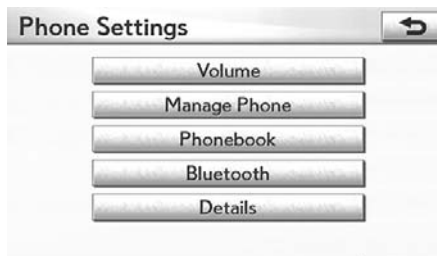 Phone Settings
Volume
Manage Phone
Phonebook
Bluetooth
Details